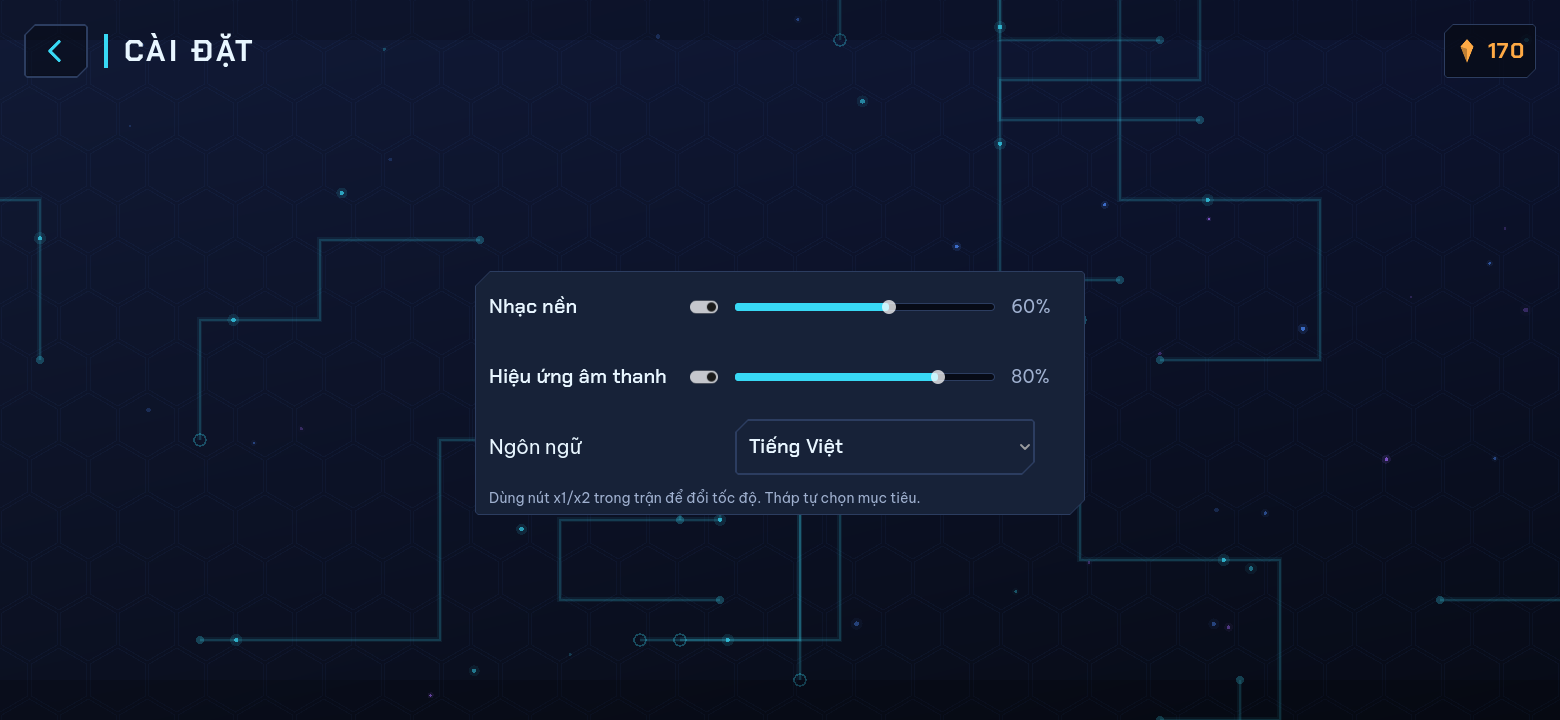 CÀI ĐẶT
170
Nhạc nền 60%
Hiệu ứng âm thanh 80%
Ngôn ngữ Tiếng Việt
Dùng nút x1/x2 trong trận để đổi tốc độ. Tháp tự chọn mục tiêu.